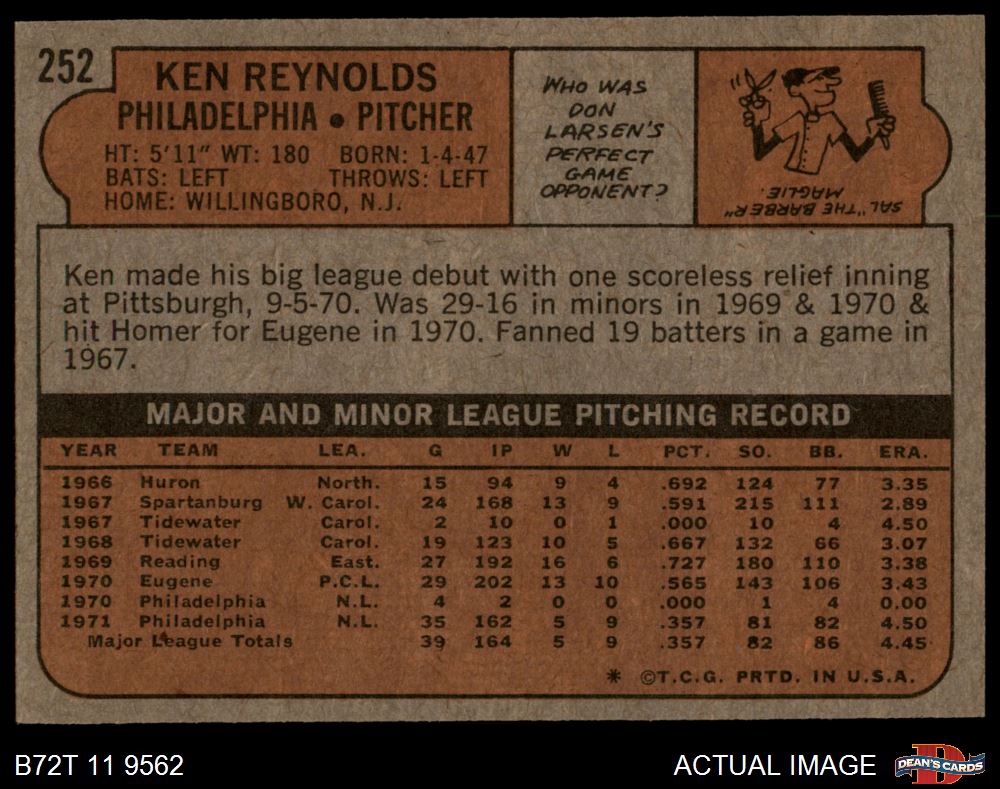 252
KEN REYNOLDS
PHILADELPHIA • PITCHER
HT: 5'11" WT: 180 BORN: 1-4-47
BATS: LEFT THROWS: LEFT
HOME: WILLINGBORO, N.J.
WHO WAS
DON
LARSEN'S
PERFECT
GAME
OPPONENT?
SAL "THE BARBER"
MAGLIE.
Ken made his big league debut with one scoreless relief inning
at Pittsburgh, 9-5-70. Was 29-16 in minors in 1969 & 1970 &
hit Homer for Eugene in 1970. Fanned 19 batters in a game in
1967.
MAJOR AND MINOR LEAGUE PITCHING RECORD
YEAR TEAM LEA. G IP W L PCT. SO. BB. ERA.
1966 Huron North. 15 94 9 4 .692 124 77 3.35
1967 Spartanburg W. Carol. 24 168 13 9 .591 215 111 2.89
1967 Tidewater Carol. 2 10 0 1 .000 10 4 4.50
1968 Tidewater Carol. 19 123 10 5 .667 132 66 3.07
1969 Reading East. 27 192 16 6 .727 180 110 3.38
1970 Eugene P.C.L. 29 202 13 10 .565 143 106 3.43
1970 Philadelphia N.L. 4 2 0 0 .000 1 4 0.00
1971 Philadelphia N.L. 35 162 5 9 .357 81 82 4.50
Major League Totals 39 164 5 9 .357 82 86 4.45
* ©T.C.G. PRTD. IN U.S.A.
B72T 11 9562
ACTUAL IMAGE
DEAN'S CARDS